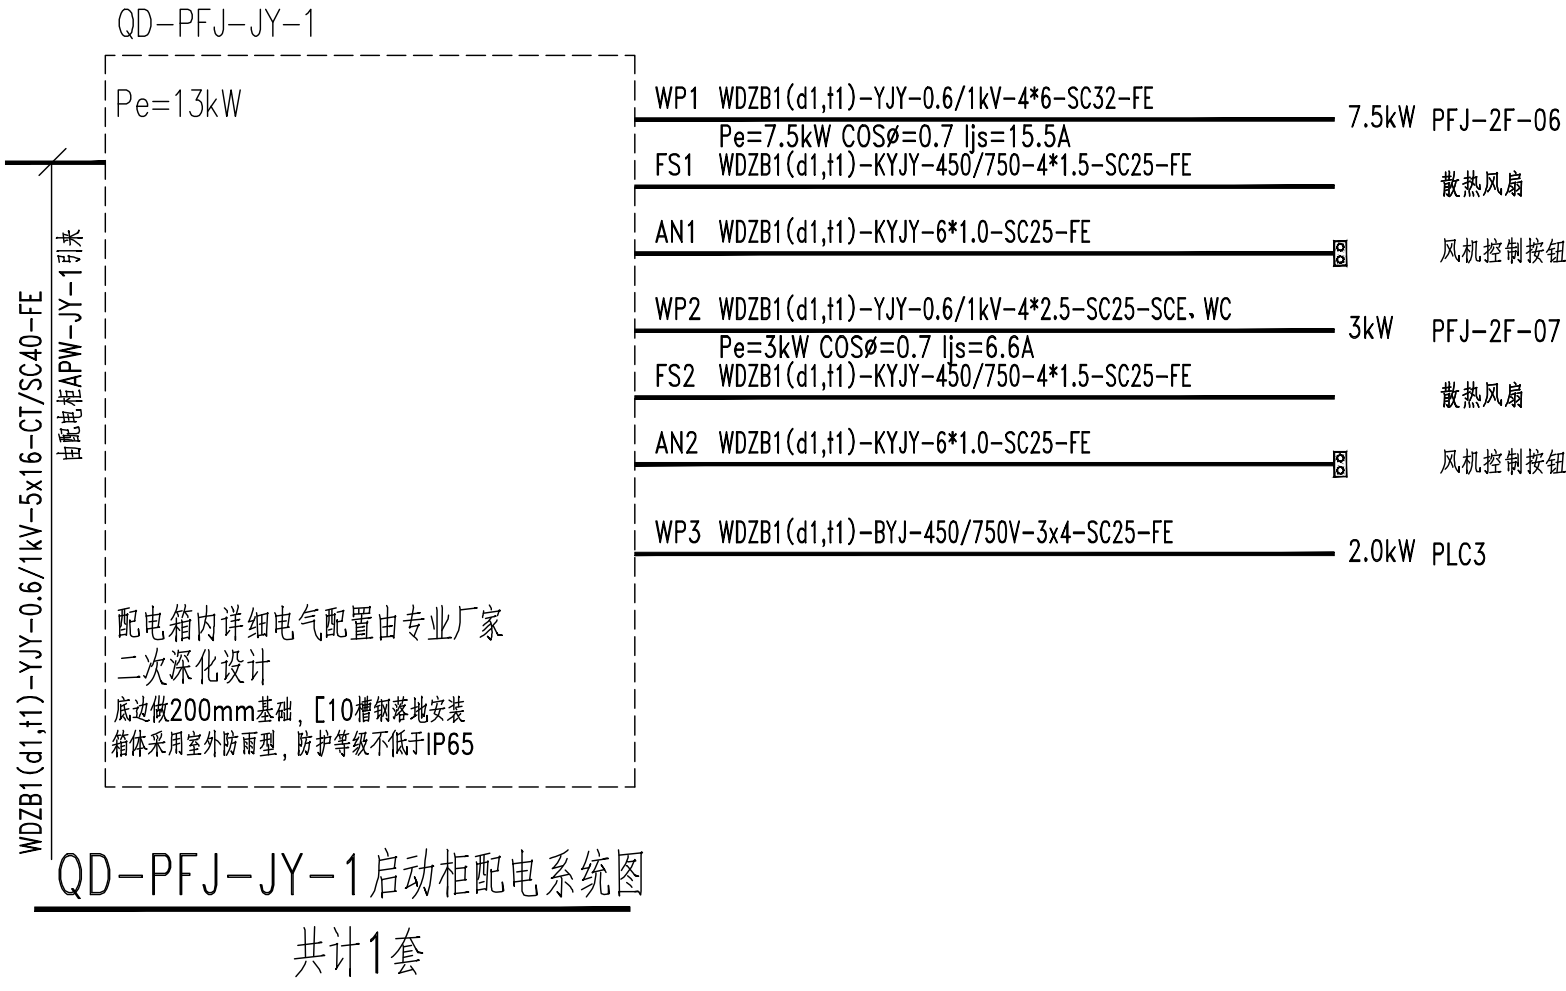 QD-PFJ-JY-1
Pe=13kW
WP1 WDZB1(d1,t1)-YJY-0.6/1kV-4*6-SC32-FE
7.5kW PFJ-2F-06
Pe=7.5kW COSø=0.7 Ijs=15.5A
FS1 WDZB1(d1,t1)-KYJY-450/750-4*1.5-SC25-FE
散热风扇
AN1 WDZB1(d1,t1)-KYJY-6*1.0-SC25-FE
风机控制按钮
WP2 WDZB1(d1,t1)-YJY-0.6/1kV-4*2.5-SC25-SCE、WC
3kW PFJ-2F-07
Pe=3kW COSø=0.7 Ijs=6.6A
FS2 WDZB1(d1,t1)-KYJY-450/750-4*1.5-SC25-FE
散热风扇
AN2 WDZB1(d1,t1)-KYJY-6*1.0-SC25-FE
风机控制按钮
WP3 WDZB1(d1,t1)-BYJ-450/750V-3x4-SC25-FE
2.0kW PLC3
WDZB1(d1,t1)-YJY-0.6/1kV-5x16-CT/SC40-FE
由配电柜APW-JY-1引来
配电箱内详细电气配置由专业厂家
二次深化设计
底边做200mm基础，[10槽钢落地安装
箱体采用室外防雨型，防护等级不低于IP65
QD-PFJ-JY-1启动柜配电系统图
共计1套